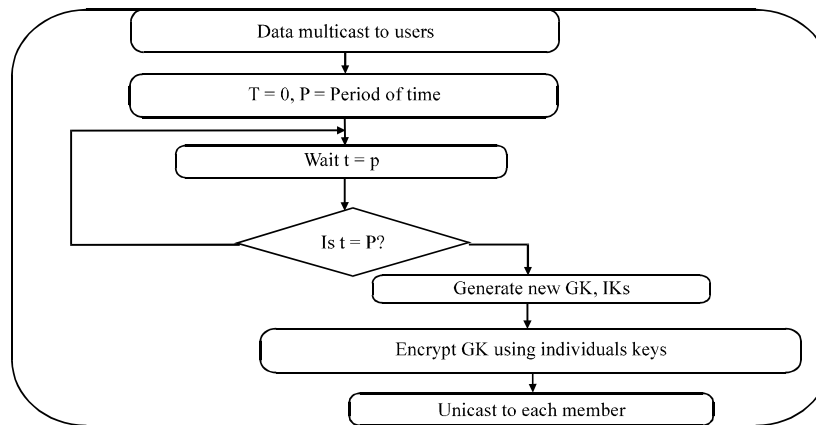 Data multicast to users
T = 0, P = Period of time
Wait t = p
Is t = P?
Generate new GK, IKs
Encrypt GK using individuals keys
Unicast to each member